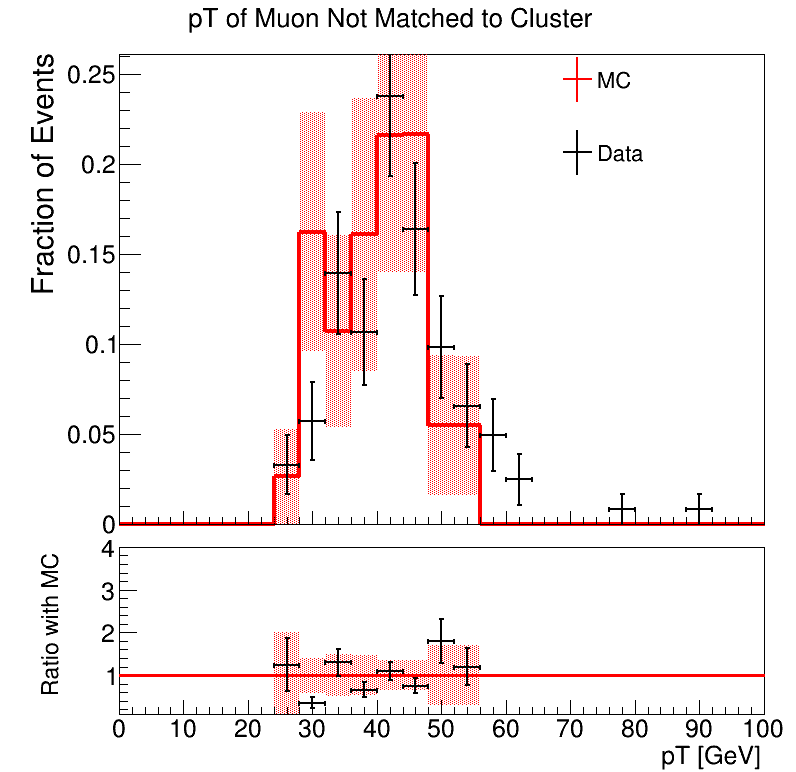 pT of Muon Not Matched to Cluster
Fraction of Events
0.25
0.2
0.15
0.1
0.05
0
MC
Data
Ratio with MC
4
3
2
1
0 10 20 30 40 50 60 70 80 90 100
pT [GeV]